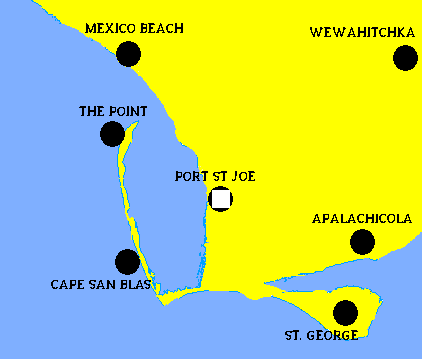 MEXICO BEACH
WEWAHITCHKA
THE POINT
PORT ST JOE
APALACHICOLA
CAPE SAN BLAS
ST. GEORGE